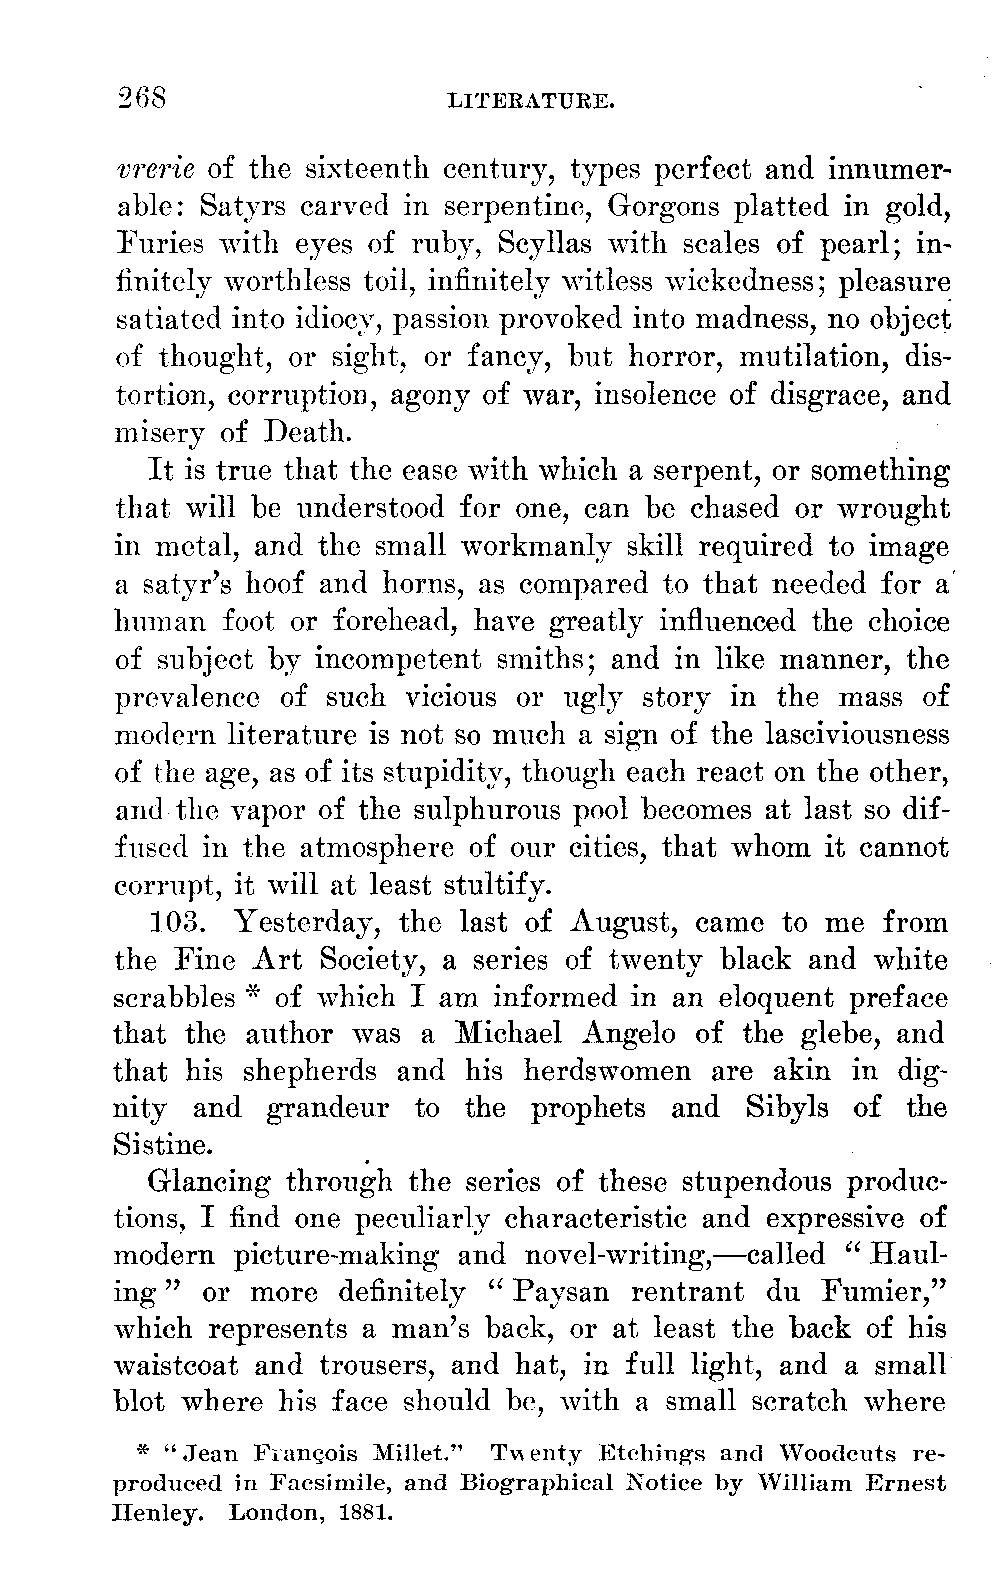 268 LITERATURE.
vrerie of the sixteenth century, types perfect and innumer-
able: Satyrs carved in serpentine, Gorgons platted in gold,
Furies with eyes of ruby, Scyllas with scales of pearl; in-
finitely worthless toil, infinitely witless wickedness; pleasure
satiated into idiocy, passion provoked into madness, no object
of thought, or sight, or fancy, but horror, mutilation, dis-
tortion, corruption, agony of war, insolence of disgrace, and
misery of Death.
It is true that the ease with which a serpent, or something
that will be understood for one, can be chased or wrought
in metal, and the small workmanly skill required to image
a satyr's hoof and horns, as compared to that needed for a
human foot or forehead, have greatly influenced the choice
of subject by incompetent smiths; and in like manner, the
prevalence of such vicious or ugly story in the mass of
modern literature is not so much a sign of the lasciviousness
of the age, as of its stupidity, though each react on the other,
and the vapor of the sulphurous pool becomes at last so dif-
fused in the atmosphere of our cities, that whom it cannot
corrupt, it will at least stultify.
103. Yesterday, the last of August, came to me from
the Fine Art Society, a series of twenty black and white
scrabbles * of which I am informed in an eloquent preface
that the author was a Michael Angelo of the glebe, and
that his shepherds and his herdswomen are akin in dig-
nity and grandeur to the prophets and Sibyls of the
Sistine.
Glancing through the series of these stupendous produc-
tions, I find one peculiarly characteristic and expressive of
modern picture-making and novel-writing,—called "Haul-
ing" or more definitely "Paysan rentrant du Fumier,"
which represents a man's back, or at least the back of his
waistcoat and trousers, and hat, in full light, and a small
blot where his face should be, with a small scratch where
* "Jean François Millet." Twenty Etchings and Woodcuts re-
produced in Facsimile, and Biographical Notice by William Ernest
Henley. London, 1881.